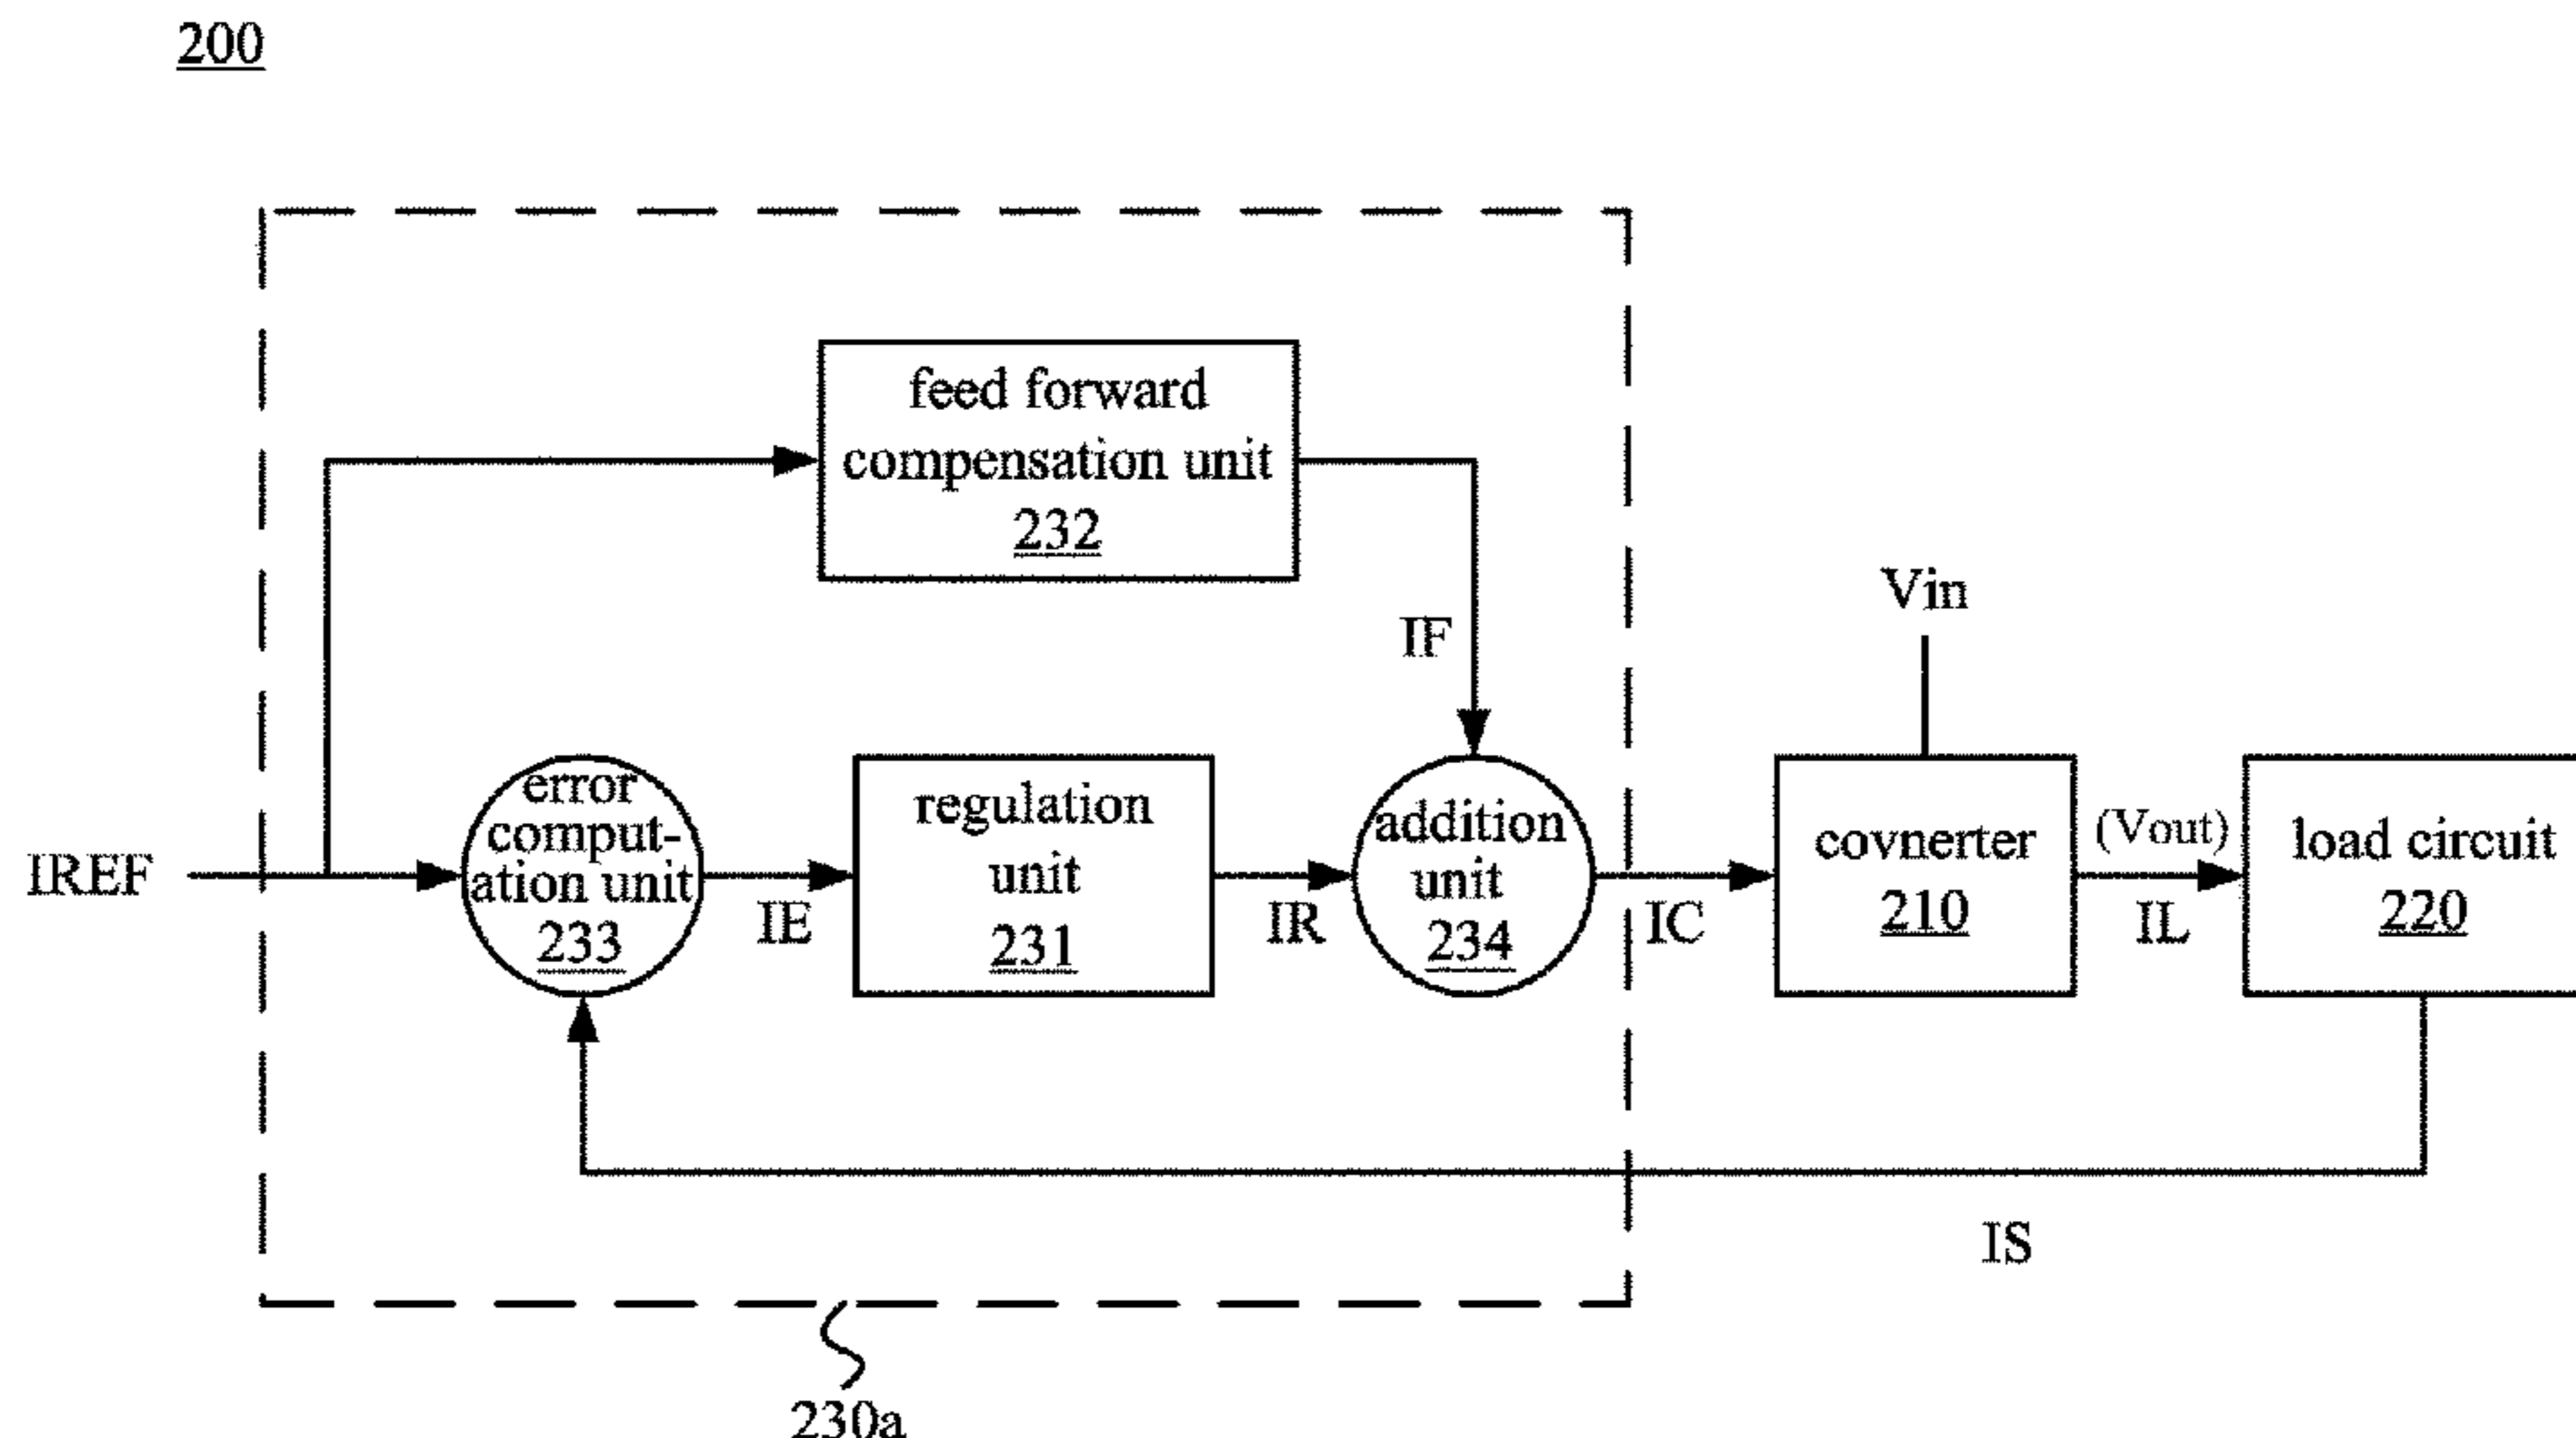 200
feed forward
compensation unit
232
IF
Vin
IREF
error
comput-
ation unit
233
IE
regulation
unit
231
IR
addition
unit
234
IC
covnerter
210
(Vout)
IL
load circuit
220
IS
230a